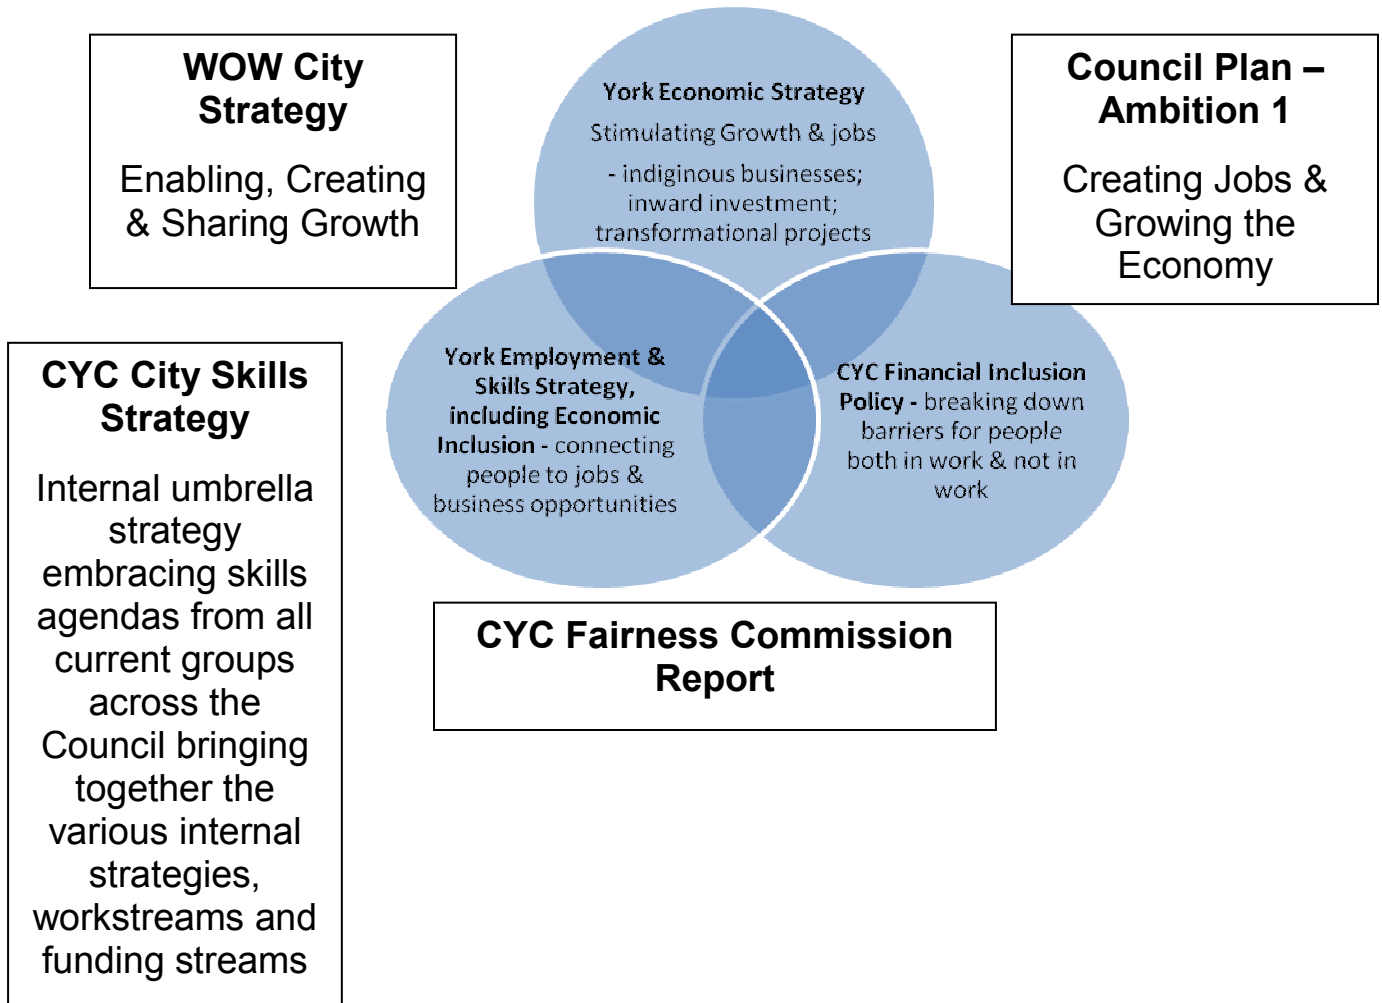 WOW City
Strategy
Enabling, Creating
& Sharing Growth
York Economic Strategy
Stimulating Growth & jobs
- indiginous businesses;
inward investment;
transformational projects
Council Plan –
Ambition 1
Creating Jobs &
Growing the
Economy
CYC City Skills
Strategy
Internal umbrella
strategy
embracing skills
agendas from all
current groups
across the
Council bringing
together the
various internal
strategies,
workstreams and
funding streams
York Employment &
Skills Strategy,
including Economic
Inclusion - connecting
people to jobs &
business opportunities
CYC Financial Inclusion
Policy - breaking down
barriers for people
both in work & not in
work
CYC Fairness Commission
Report